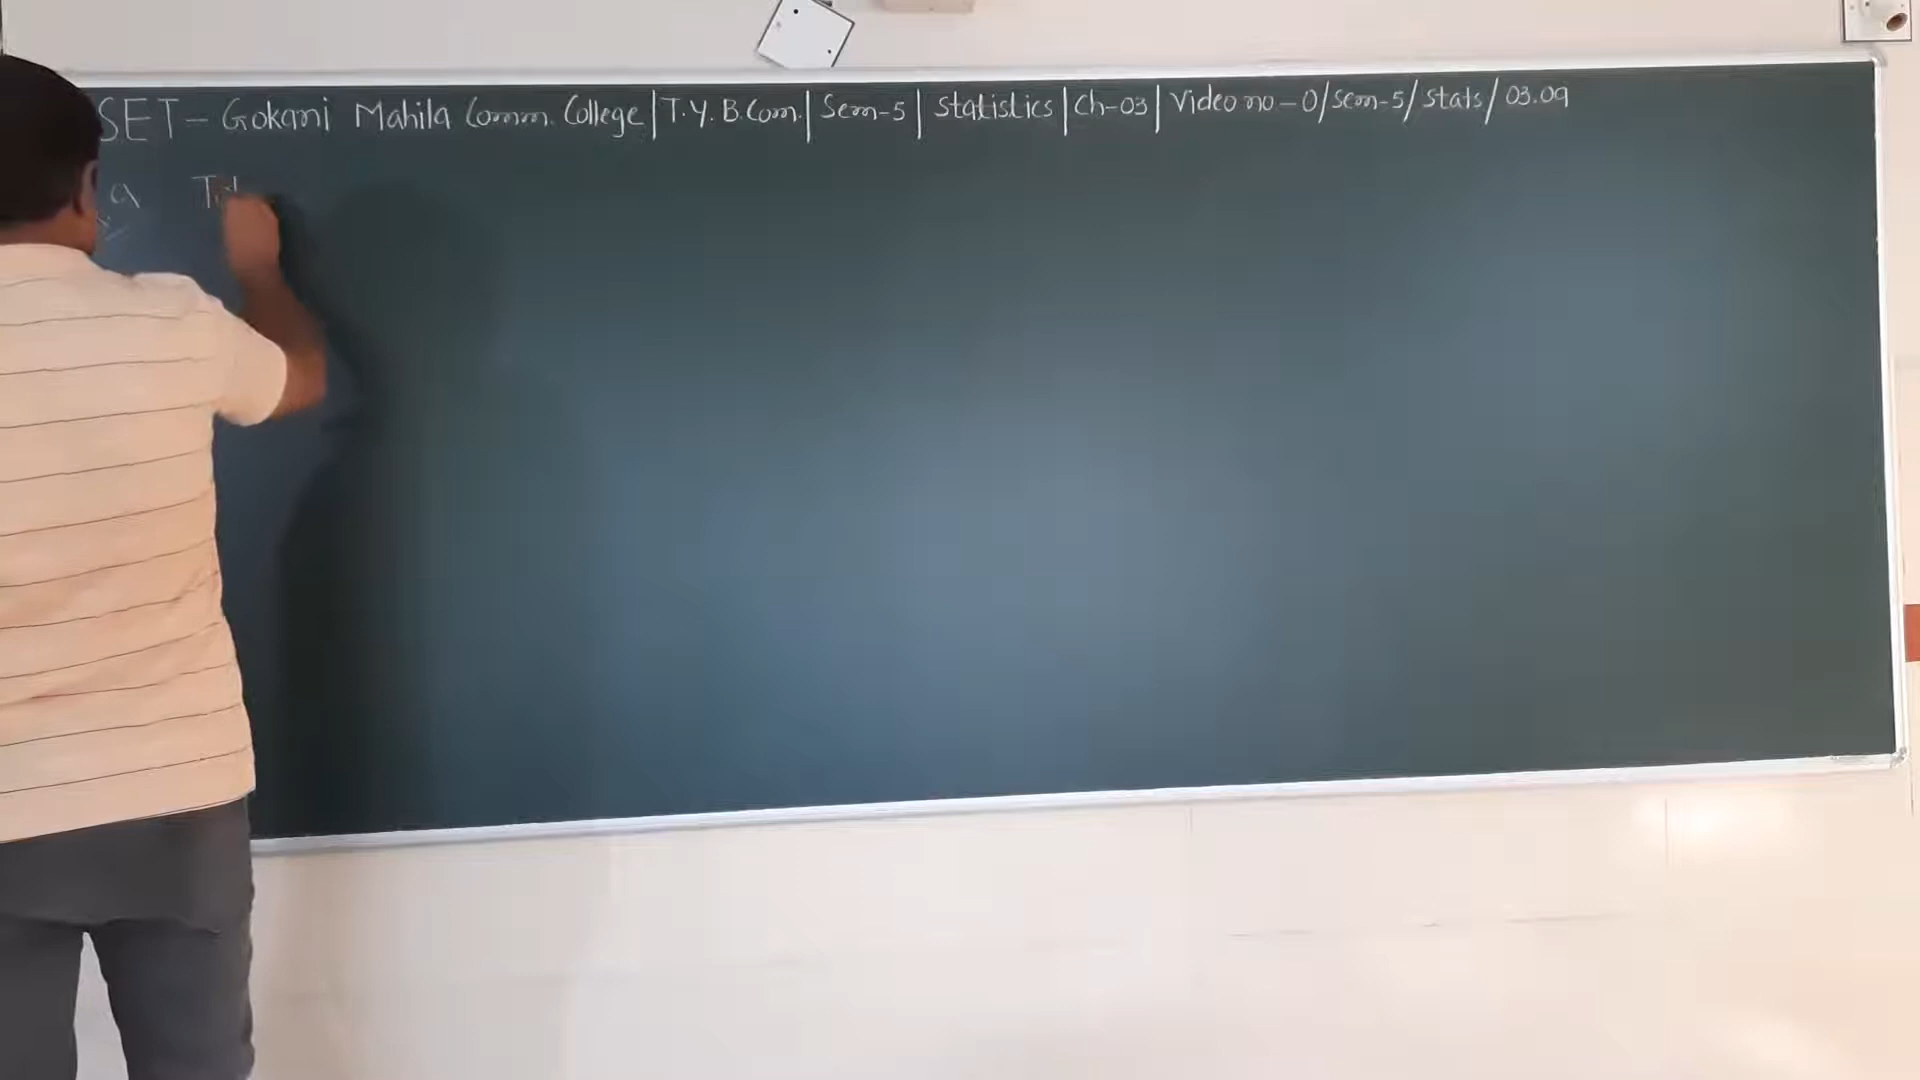 SET - Gokani Mahila Comm. College | T.Y. B.Com. | Sem-5 | Statistics | Ch-03 | Video no - 0/Sem-5/Stats/03.09